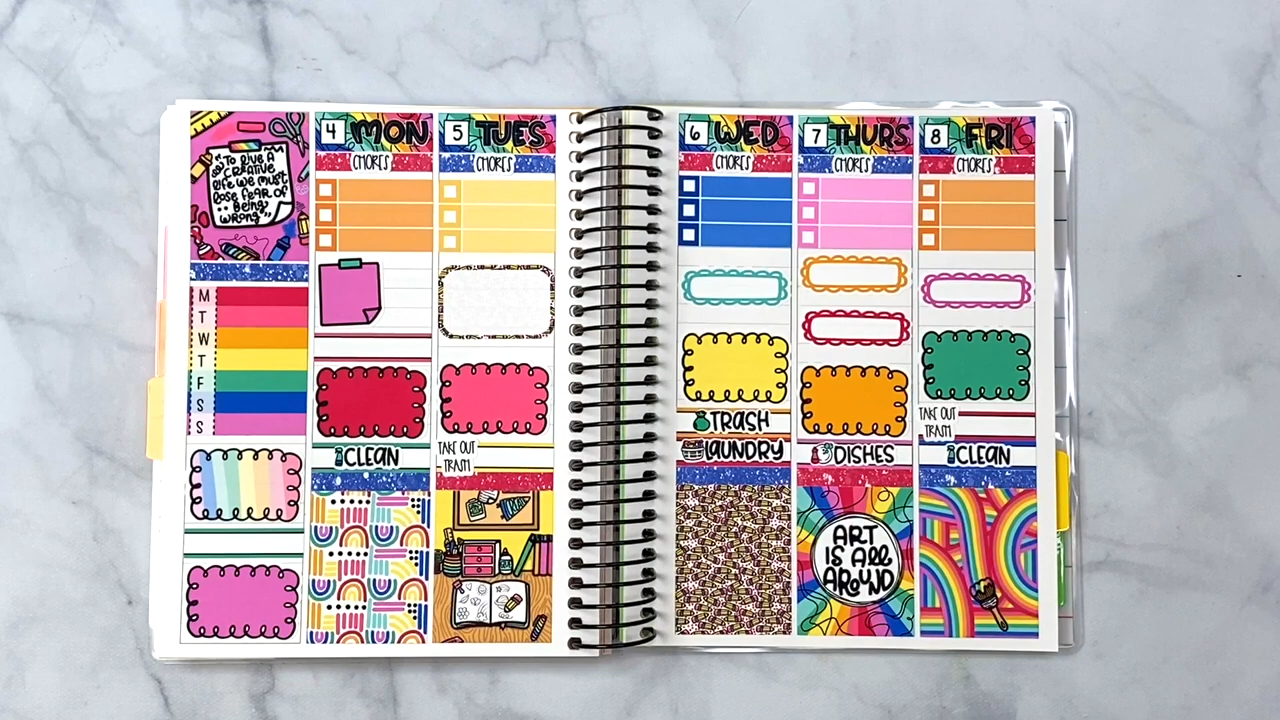 "To live A
CREATIVE
life we must
lose fear of
Being
wrong"
M
T
W
T
F
S
S
4 MON
CHORES
CLEAN
5 TUES
CHORES
TAKE OUT
TRASH
6 WED
CHORES
TRASH
LAUNDRY
7 THURS
CHORES
DISHES
ART
IS All
AROUND
8 FRI
CHORES
TAKE OUT
TRASH
CLEAN